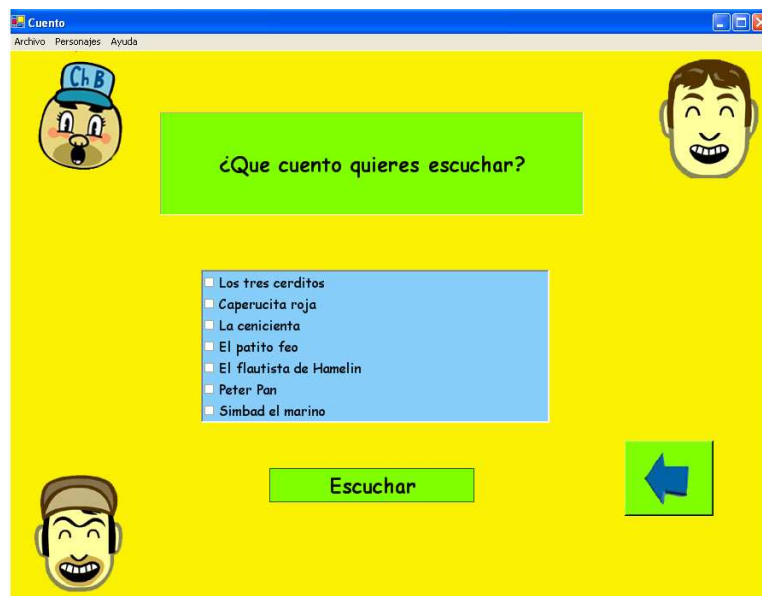 Cuento
Archivo Personajes Ayuda
Ch B
¿Que cuento quieres escuchar?
Los tres cerditos
Caperucita roja
La cenicienta
El patito feo
El flautista de Hamelin
Peter Pan
Simbad el marino
Escuchar